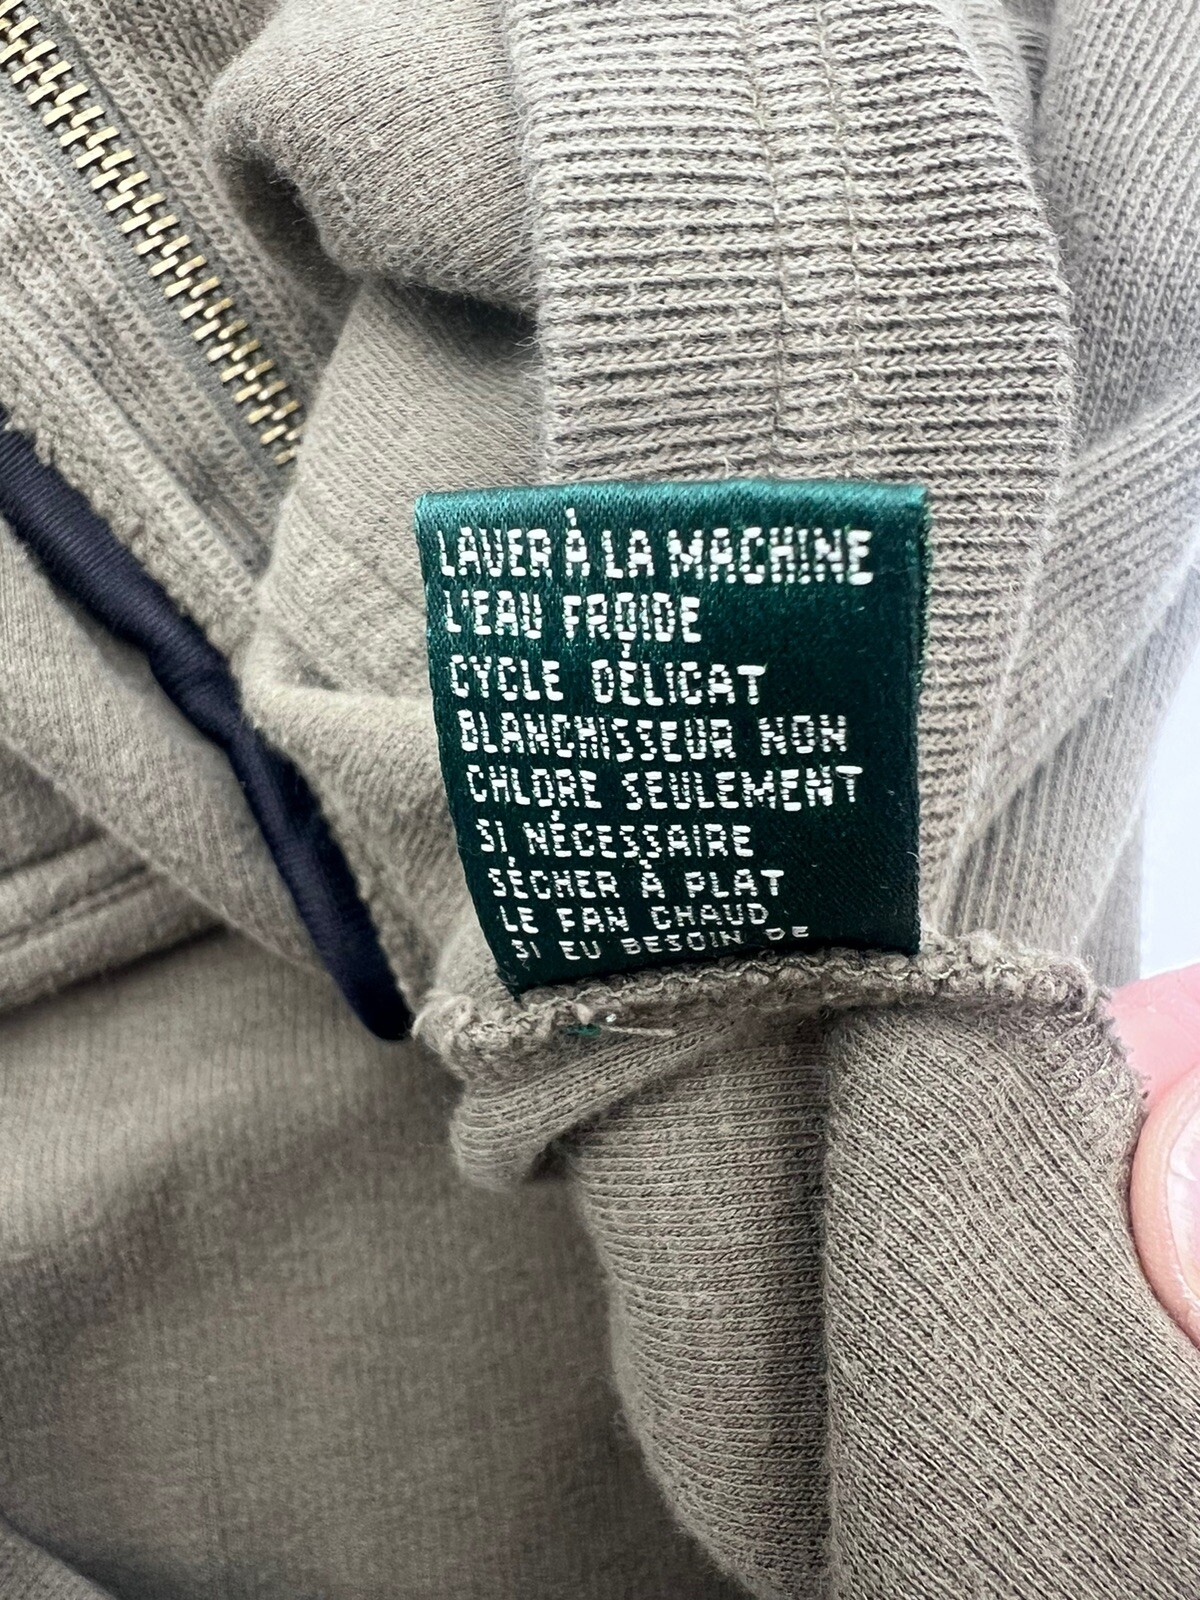 LAVER À LA MACHINE
L'EAU FROIDE
CYCLE DÉLICAT
BLANCHISSEUR NON
CHLORE SEULEMENT
SI NÉCESSAIRE
SÉCHER À PLAT
LE FAN CHAUD
SI EU BESOIN DE